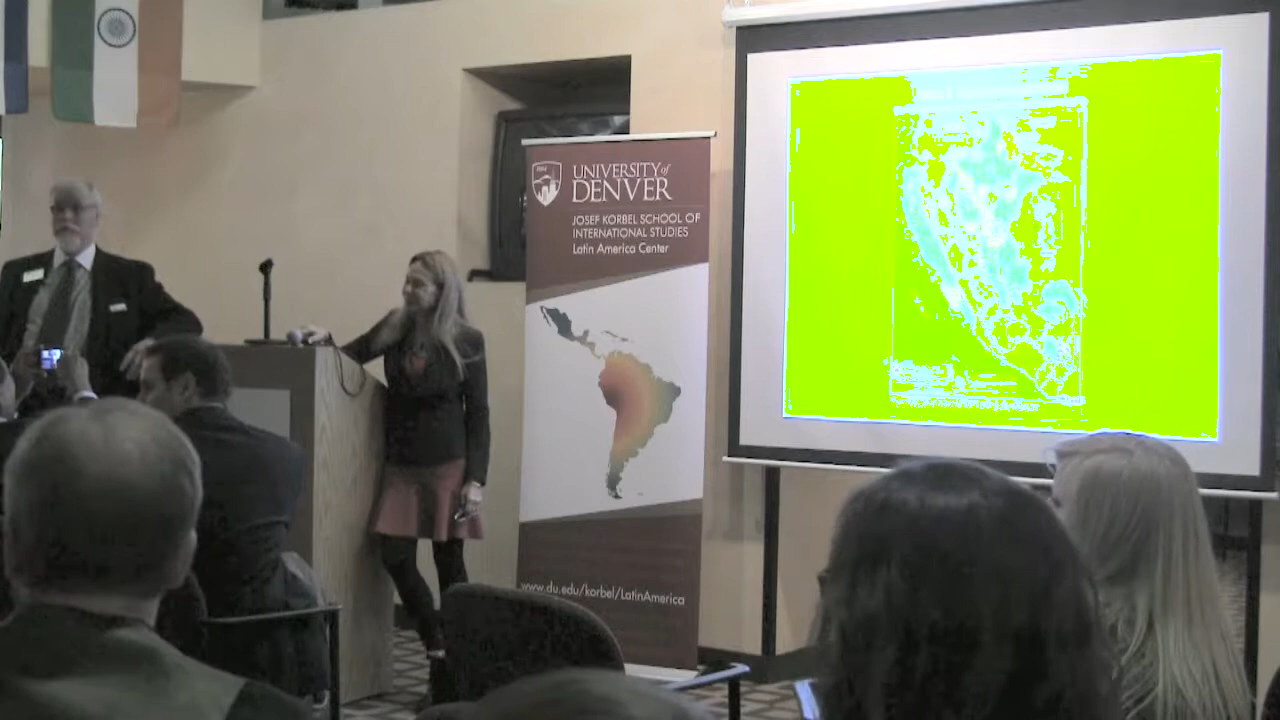 UNIVERSITY of
DENVER
JOSEF KORBEL SCHOOL OF
INTERNATIONAL STUDIES
Latin America Center
www.du.edu/korbel/LatinAmerica